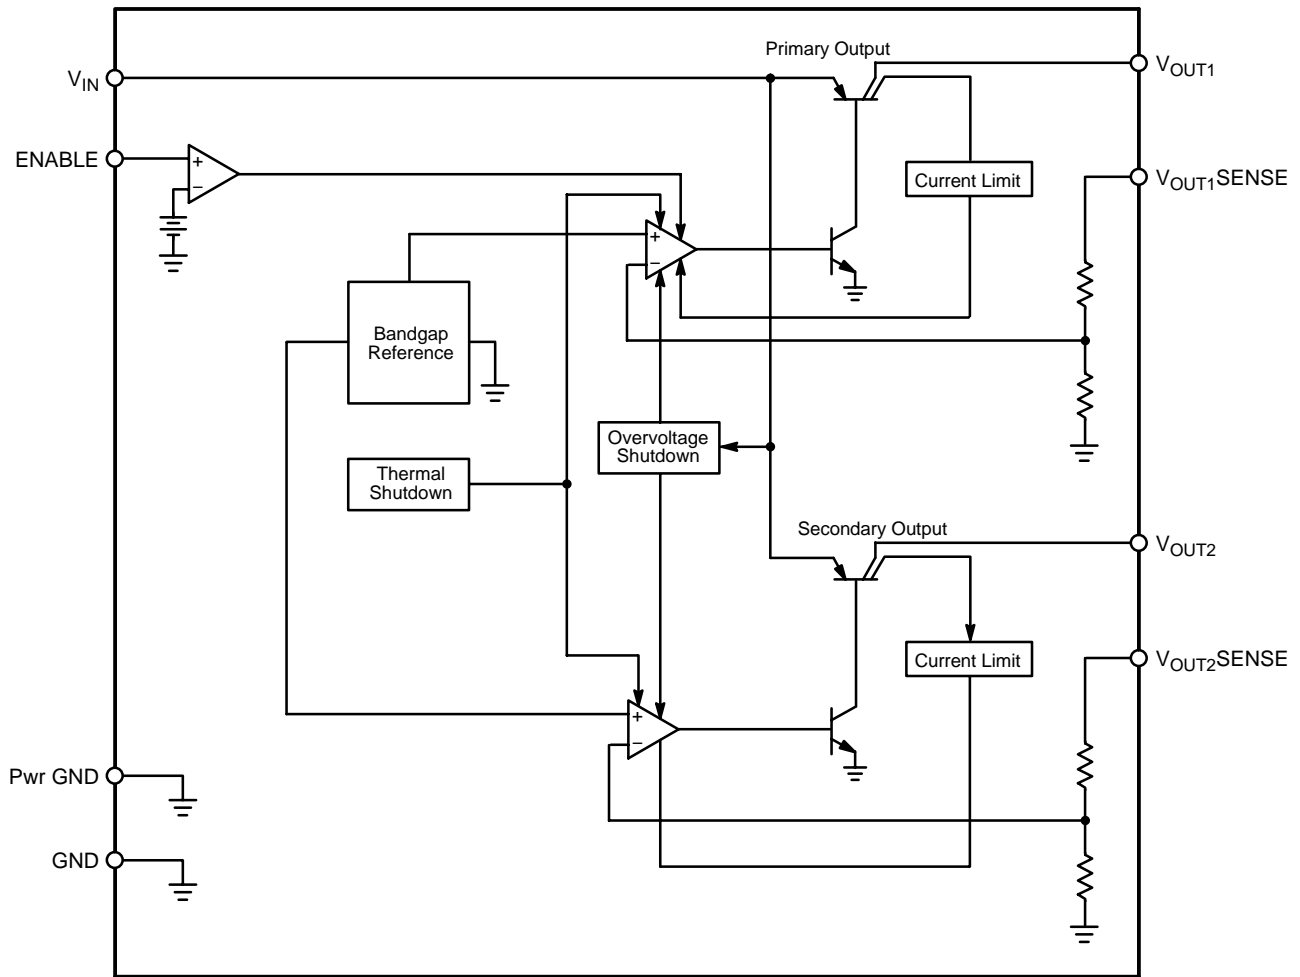 Primary Output
VIN
VOUT1
ENABLE
+
−
Current Limit
VOUT1SENSE
+
−
Bandgap
Reference
Overvoltage
Shutdown
Thermal
Shutdown
Secondary Output
VOUT2
Current Limit
VOUT2SENSE
+
−
Pwr GND
GND